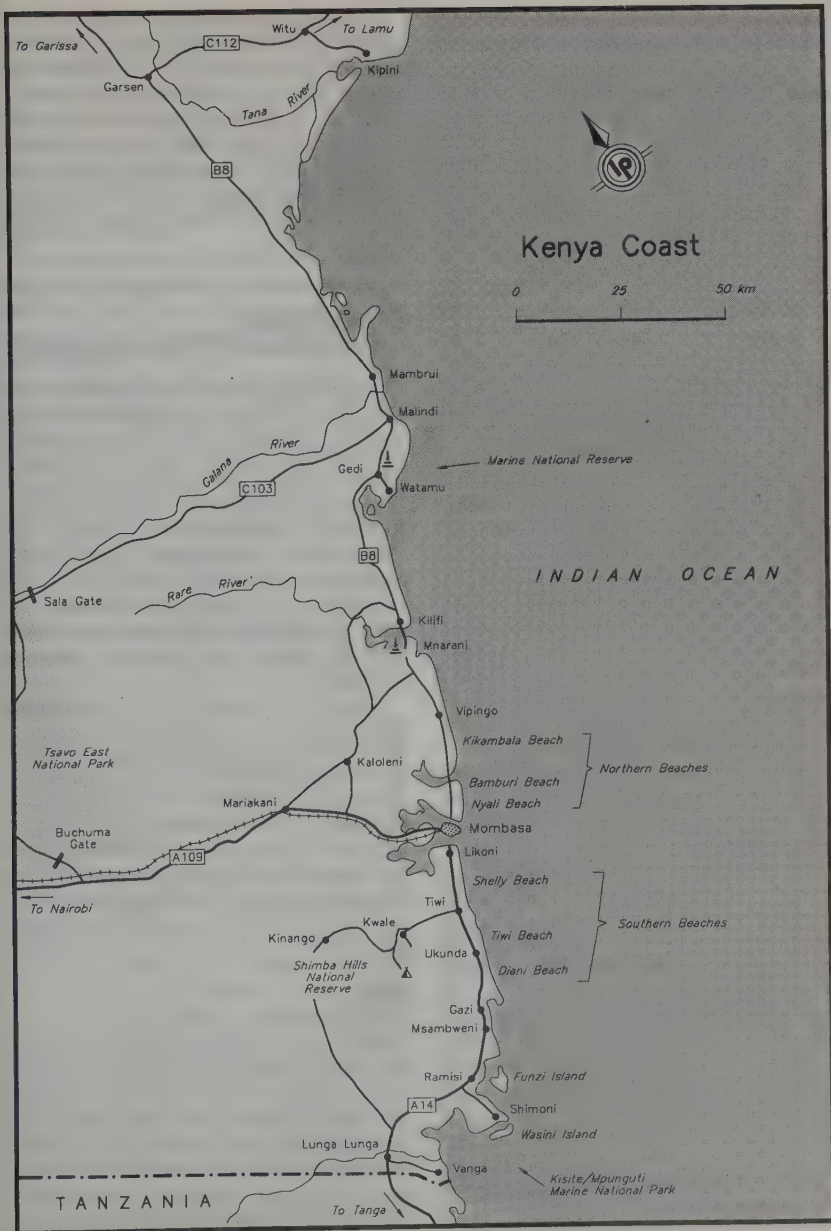 To Garissa
C112
Witu
To Lamu
Kipini
Garsen
Tana River
B8
lp
Kenya Coast
0 25 50 km
Mambrui
Malindi
Galana River
Marine National Reserve
Gedi
C103
Watamu
B8
INDIAN OCEAN
Sala Gate
Rare River
Kilifi
Mnarani
Vipingo
Tsavo East
National Park
Kikambala Beach
Kaloleni
Northern Beaches
Bamburi Beach
Mariakani
Nyali Beach
Mombasa
Buchuma
Gate
A109
Likoni
To Nairobi
Shelly Beach
Tiwi
Kwale
Southern Beaches
Kinango
Tiwi Beach
Ukunda
Shimba Hills
National
Reserve
Diani Beach
Gazi
Msambweni
Ramisi
Funzi Island
A14
Shimoni
Wasini Island
Lunga Lunga
Vanga
Kisite/Mpunguti
Marine National Park
TANZANIA
To Tanga